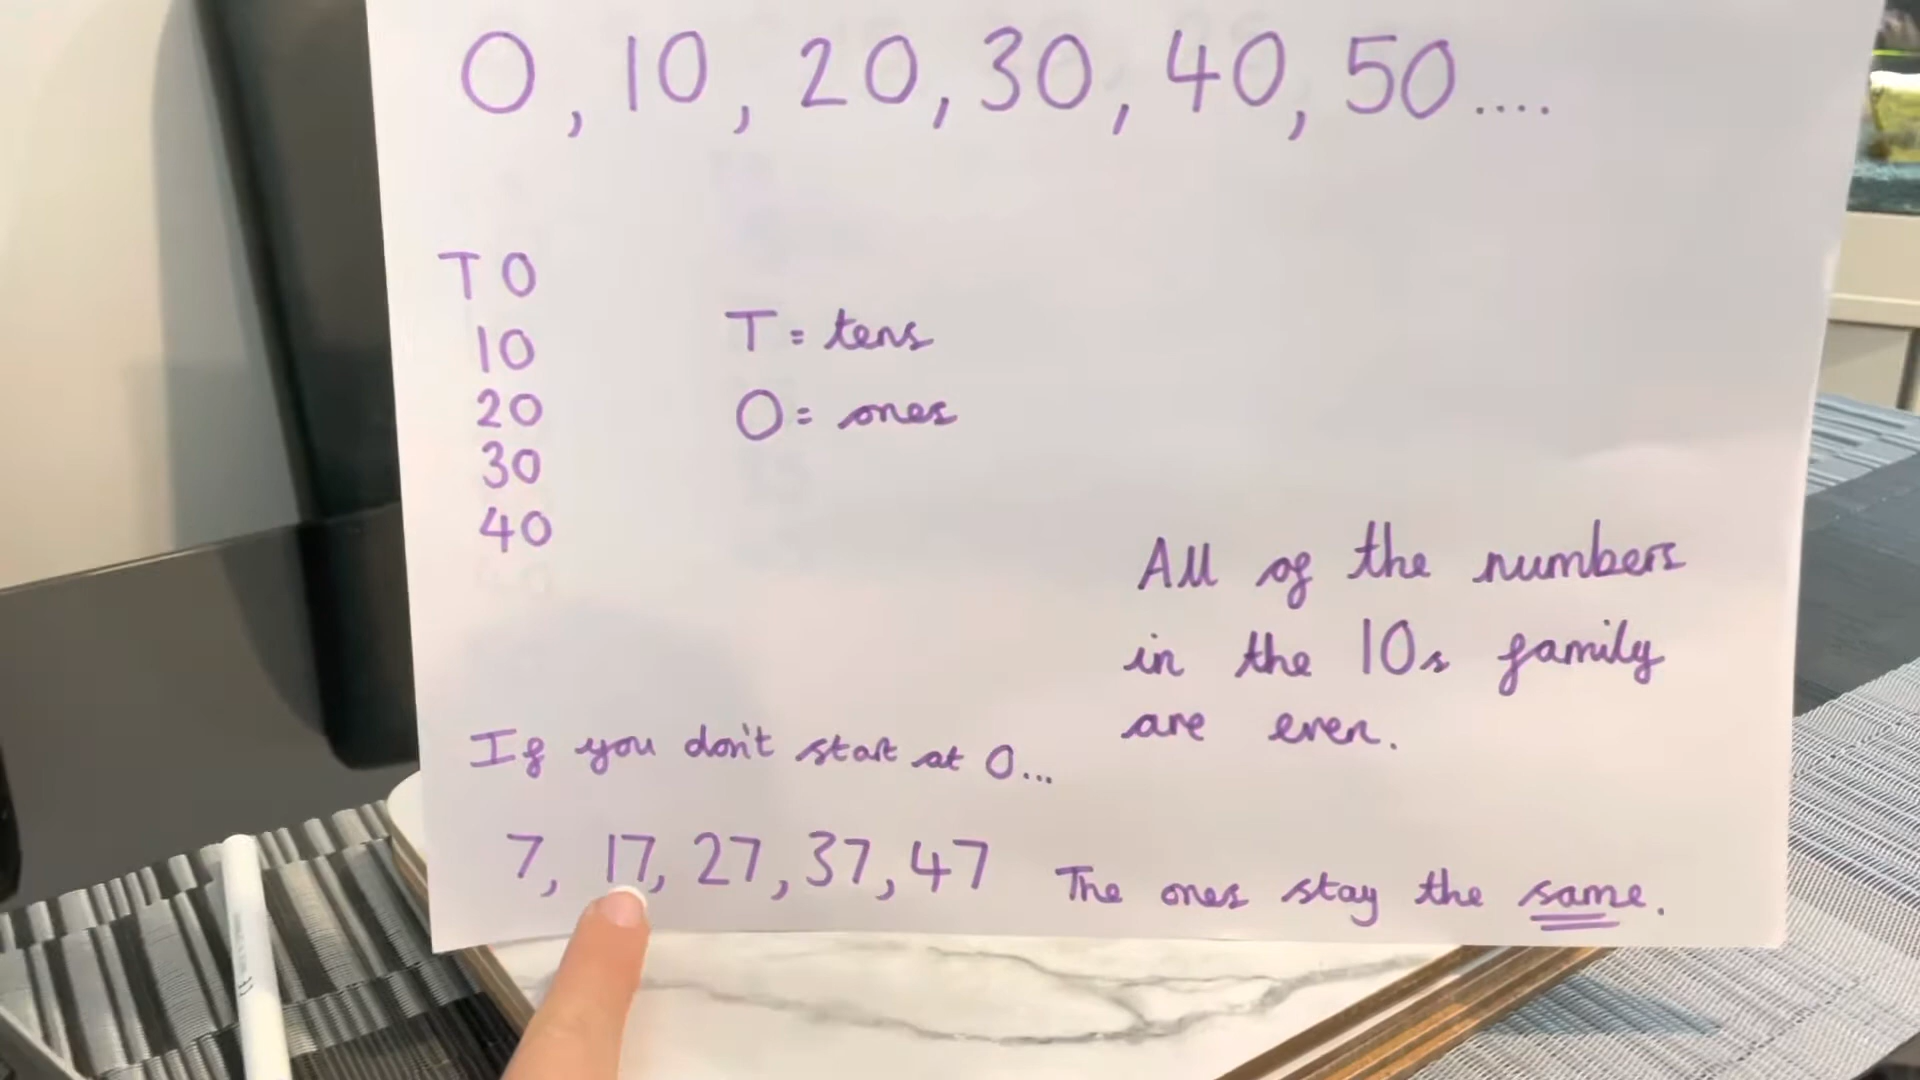 0, 10, 20, 30, 40, 50....
T O
10
20
30
40
T = tens
O = ones
All of the numbers
in the 10s family
are even.
If you don't start at 0...
7, 17, 27, 37, 47
The ones stay the same.